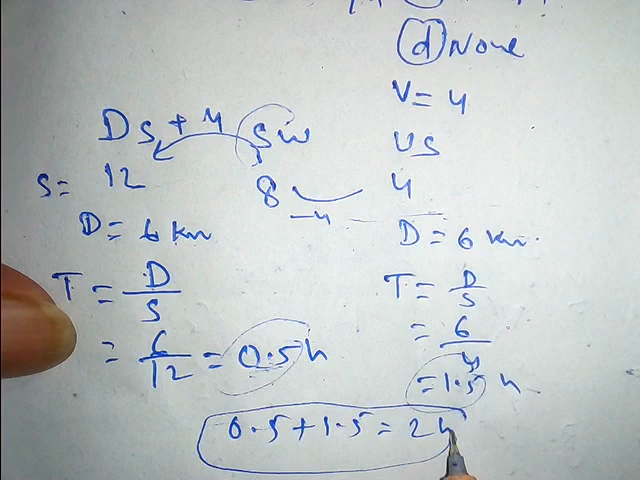 (d) None
V= 4
DS + 4 SW
US
S= 12
8
4
-4
D= 6 km
D= 6 km.
T = D/S
T = D/S
= 6/12 = 0.5 h
= 6/4
= 1.5 h
0.5 + 1.5 = 2 h